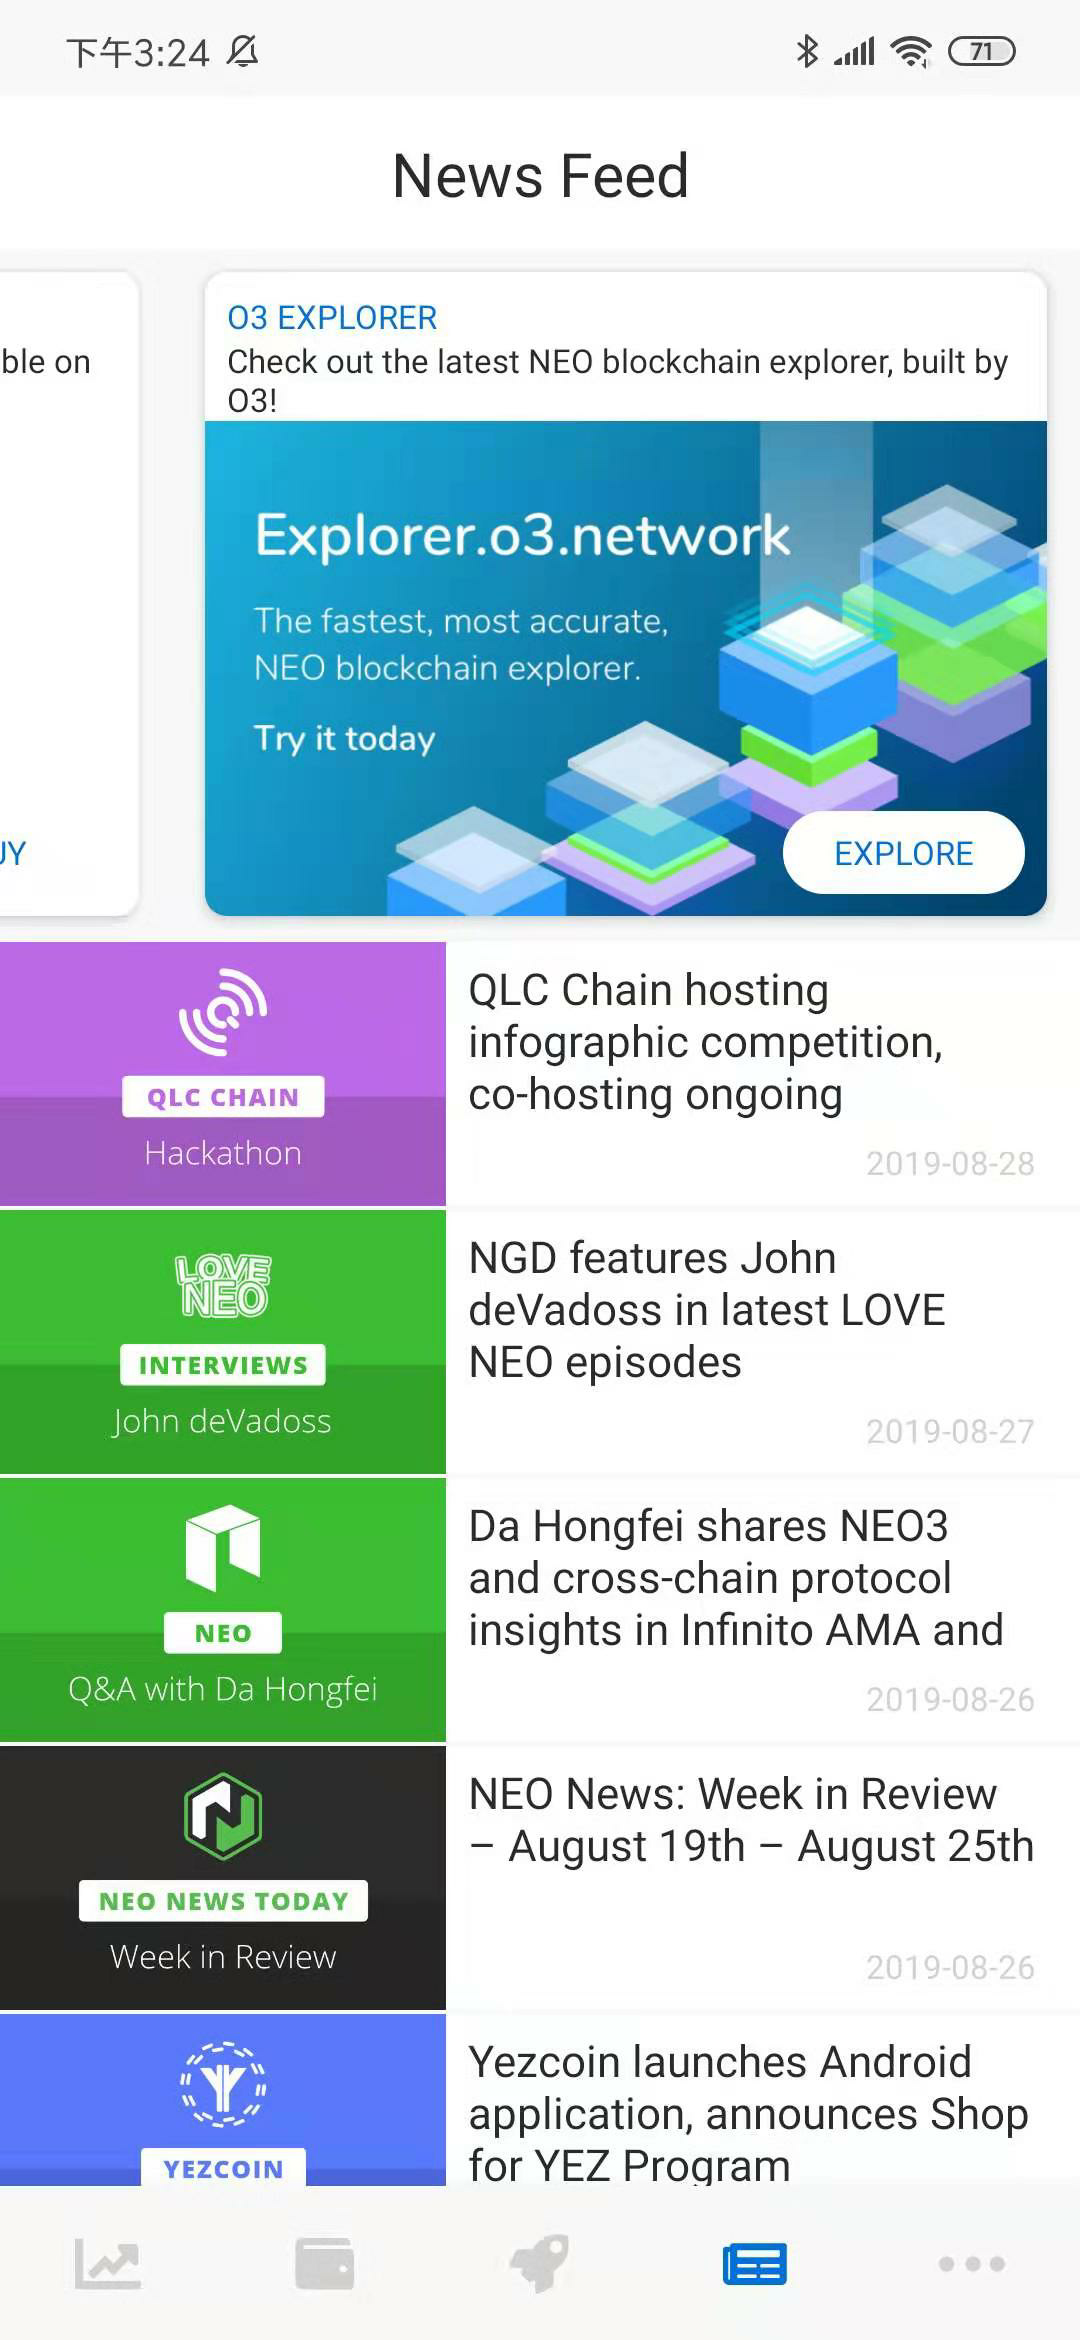 下午3:24
71
News Feed
ble on
O3 EXPLORER
Check out the latest NEO blockchain explorer, built by
O3!
Explorer.o3.network
The fastest, most accurate,
NEO blockchain explorer.
Try it today
EXPLORE
QLC CHAIN
Hackathon
QLC Chain hosting
infographic competition,
co-hosting ongoing
2019-08-28
LOVE
NEO
INTERVIEWS
John deVadoss
NGD features John
deVadoss in latest LOVE
NEO episodes
2019-08-27
NEO
Q&A with Da Hongfei
Da Hongfei shares NEO3
and cross-chain protocol
insights in Infinito AMA and
2019-08-26
NEO NEWS TODAY
Week in Review
NEO News: Week in Review
– August 19th – August 25th
2019-08-26
YEZCOIN
Yezcoin launches Android
application, announces Shop
for YEZ Program